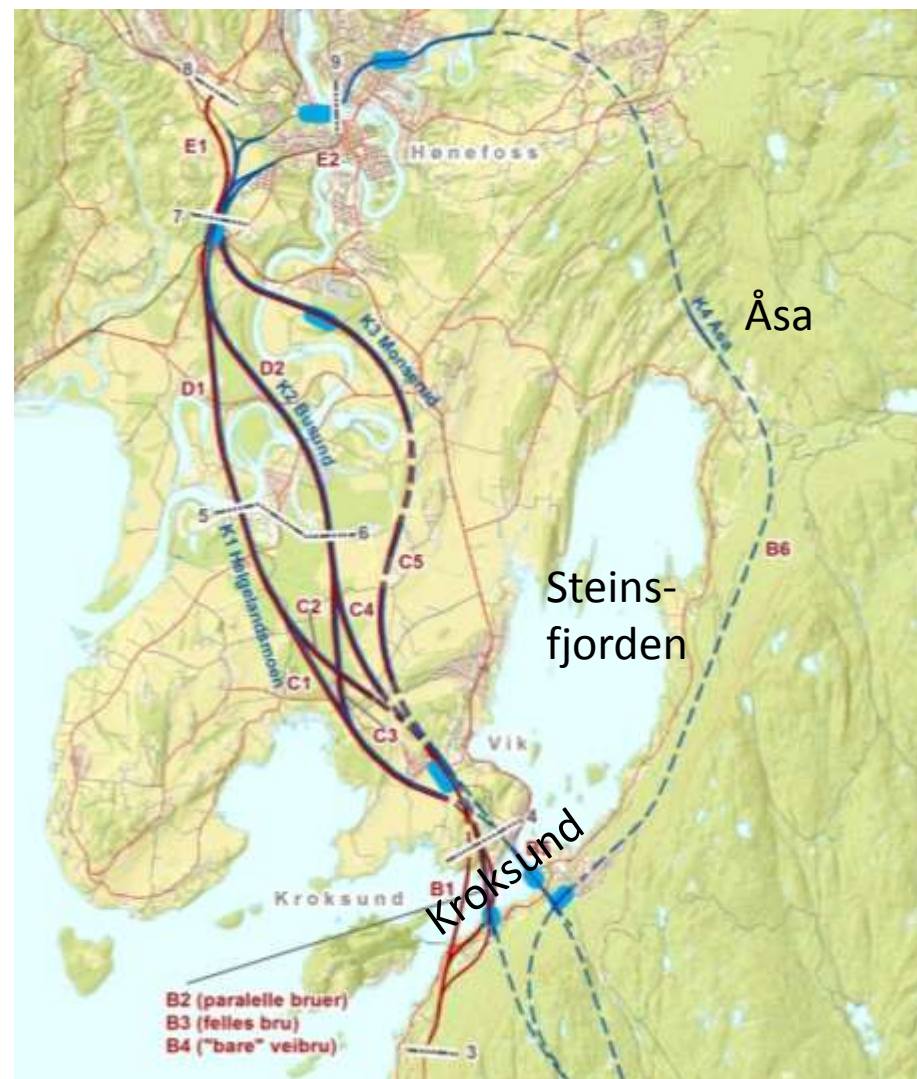 8
9
E1
E2
Hønefoss
7
K4 Åsa
Åsa
K3 Monserud
D2
D1
K2 Busund
5
6
B6
K1 Helgelandsmoen
C5
C2
C4
Steins-
fjorden
C1
C3
Vik
4
Kroksund
B1
Kroksund
B2 (paralelle bruer)
B3 (felles bru)
B4 ("bare" veibru)
3